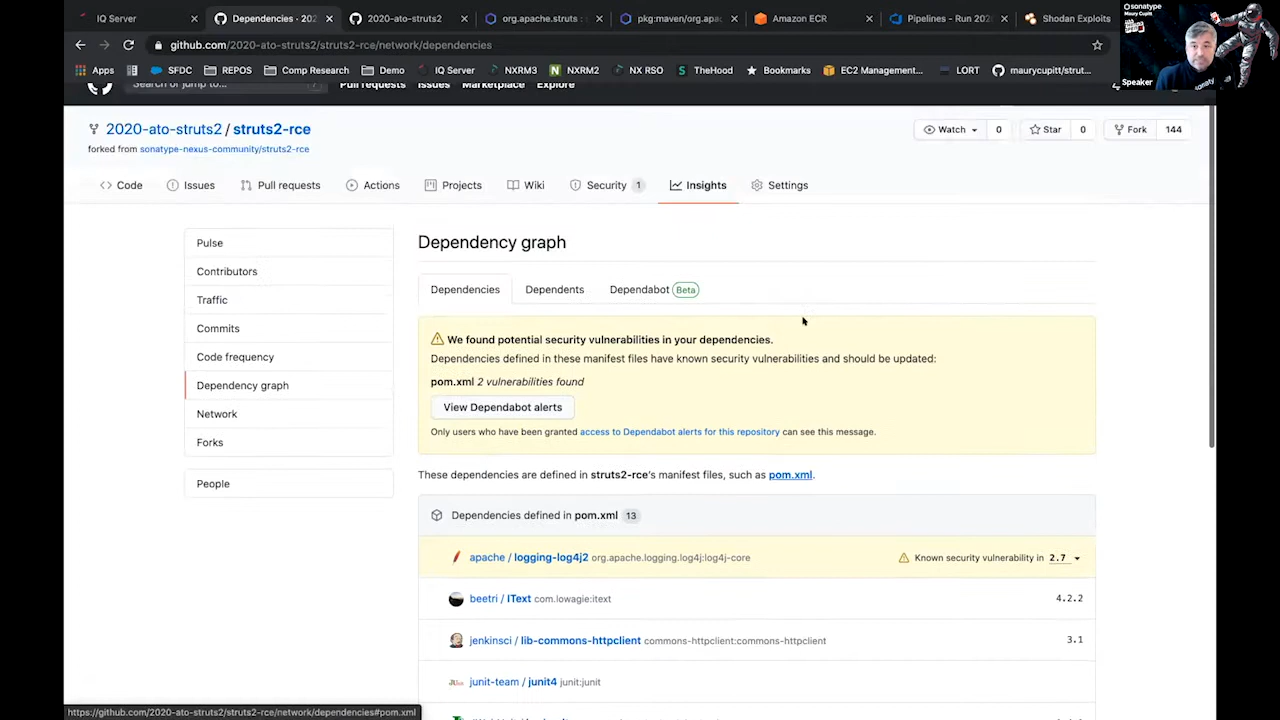 IQ Server
Dependencies · 202
2020-ato-struts2
org.apache.struts :
pkg:maven/org.apache
Amazon ECR
Pipelines - Run 202
Shodan Exploits
github.com/2020-ato-struts2/struts2-rce/network/dependencies
Apps
SFDC
REPOS
Comp Research
Demo
IQ Server
NXRM3
NXRM2
NX RSO
TheHood
Bookmarks
EC2 Management...
LORT
maurycupitt/strut...
sonatype
Maury Cupitt
Speaker
Search or jump to...
Pull requests
Issues
Marketplace
Explore
2020-ato-struts2 / struts2-rce
forked from sonatype-nexus-community/struts2-rce
Watch 0
Star 0
Fork 144
Code
Issues
Pull requests
Actions
Projects
Wiki
Security 1
Insights
Settings
Pulse
Contributors
Traffic
Commits
Code frequency
Dependency graph
Network
Forks
People
Dependency graph
Dependencies
Dependents
Dependabot Beta
We found potential security vulnerabilities in your dependencies.
Dependencies defined in these manifest files have known security vulnerabilities and should be updated:
pom.xml 2 vulnerabilities found
View Dependabot alerts
Only users who have been granted access to Dependabot alerts for this repository can see this message.
These dependencies are defined in struts2-rce's manifest files, such as pom.xml.
Dependencies defined in pom.xml 13
apache / logging-log4j2 org.apache.logging.log4j:log4j-core
Known security vulnerability in 2.7
beetri / IText com.lowagie:itext
4.2.2
jenkinsci / lib-commons-httpclient commons-httpclient:commons-httpclient
3.1
junit-team / junit4 junit:junit
https://github.com/2020-ato-struts2/struts2-rce/network/dependencies#pom.xml